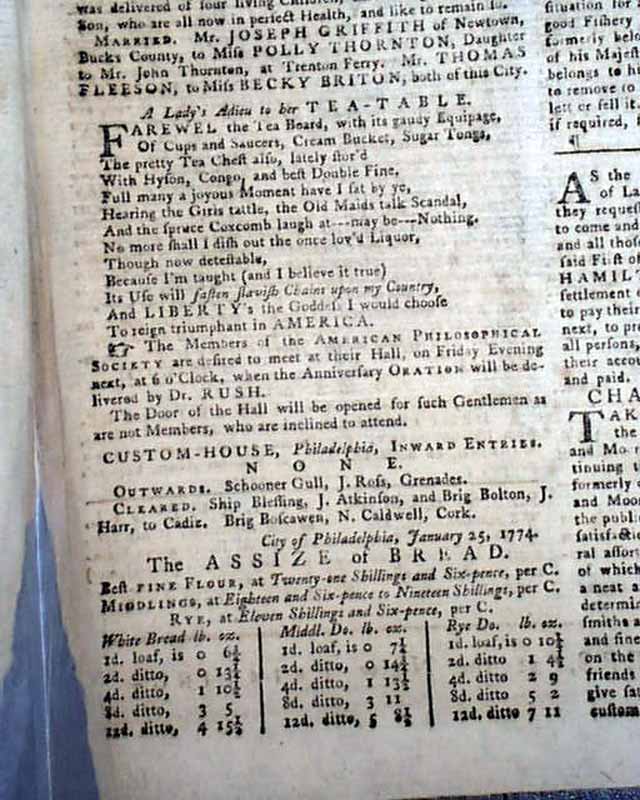 was delivered of four living Children,
Son, who are all now in perfect Health, and like to remain so.
MARRIED. Mr. JOSEPH GRIFFITH of Newtown,
Bucks County, to Miſs POLLY THORNTON, Daughter
to Mr. John Thornton, at Trenton Ferry. Mr. THOMAS
FLEESON, to Miſs BECKY BRITON, both of this City.
A Lady's Adieu to her TEA-TABLE.
FAREWEL the Tea Board, with its gaudy Equipage,
Of Cups and Saucers, Cream Bucket, Sugar Tongs,
The pretty Tea Cheſt alſo, lately ſtor'd
With Hyſon, Congo, and beſt Double Fine.
Full many a joyous Moment have I ſat by ye,
Hearing the Girls tattle, the Old Maids talk Scandal,
And the ſpruce Coxcomb laugh at---may be---Nothing.
No more ſhall I diſh out the once lov'd Liquor,
Though now deteſtable,
Becauſe I'm taught (and I believe it true)
Its Uſe will faſten ſlaviſh Chains upon my Country,
And LIBERTY's the Goddeſs I would chooſe
To reign triumphant in AMERICA.
☞ The Members of the AMERICAN PHILOSOPHICAL
SOCIETY are deſired to meet at their Hall, on Friday Evening
next, at 6 o'Clock, when the Anniverſary ORATION will be de-
livered by Dr. RUSH.
The Door of the Hall will be opened for ſuch Gentlemen as
are not Members, who are inclined to attend.
CUSTOM-HOUSE, Philadelphia, INWARD ENTRIES.
N O N E.
OUTWARDS. Schooner Gull, J. Roſs, Grenades.
CLEARED. Ship Bleſſing, J. Atkinſon, and Brig Bolton, J.
Harr, to Cadiz. Brig Boſcawen, N. Caldwell, Cork.
City of Philadelphia, January 25, 1774.
The ASSIZE of BREAD.
Beſt FINE FLOUR, at Twenty-one Shillings and Six-pence, per C.
MIDDLINGS, at Eighteen and Six-pence to Nineteen Shillings, per C.
RYE, at Eleven Shillings and Six-pence, per C.
White Bread lb. oz.
1d. loaf, is 0 6¼
2d. ditto, 0 13½
4d. ditto, 1 10½
8d. ditto, 3 5
12d. ditto, 4 15½
Middl. Do. lb. oz.
1d. loaf, is 0 7¼
2d. ditto, 0 14½
4d. ditto, 1 13½
8d. ditto, 3 11
12d. ditto, 5 8½
Rye Do. lb. oz.
1d. loaf, is 0 10½
2d. ditto 1 4½
4d. ditto 2 9
8d. ditto 5 2
12d. ditto 7 11
ſituation for
good Fiſhery
formerly belo
of his Majeſt
belongs to h
to remove to
lett or ſell it
if required,
¶
AS the
of La
they requeſ
to come and
and all thoſ
ſaid Firſt of
HAMIL
ſettlement o
to pay their
next, to pre
all perſons,
their accou
and paid.
CHA
TAK
the
and Mo
tinuing t
formerly
and Moor
the public
ſatisfactio
ral aſſort
of which
a neat a
determin
ſmiths a
and fine
on the
friends
give ſa
cuſtom